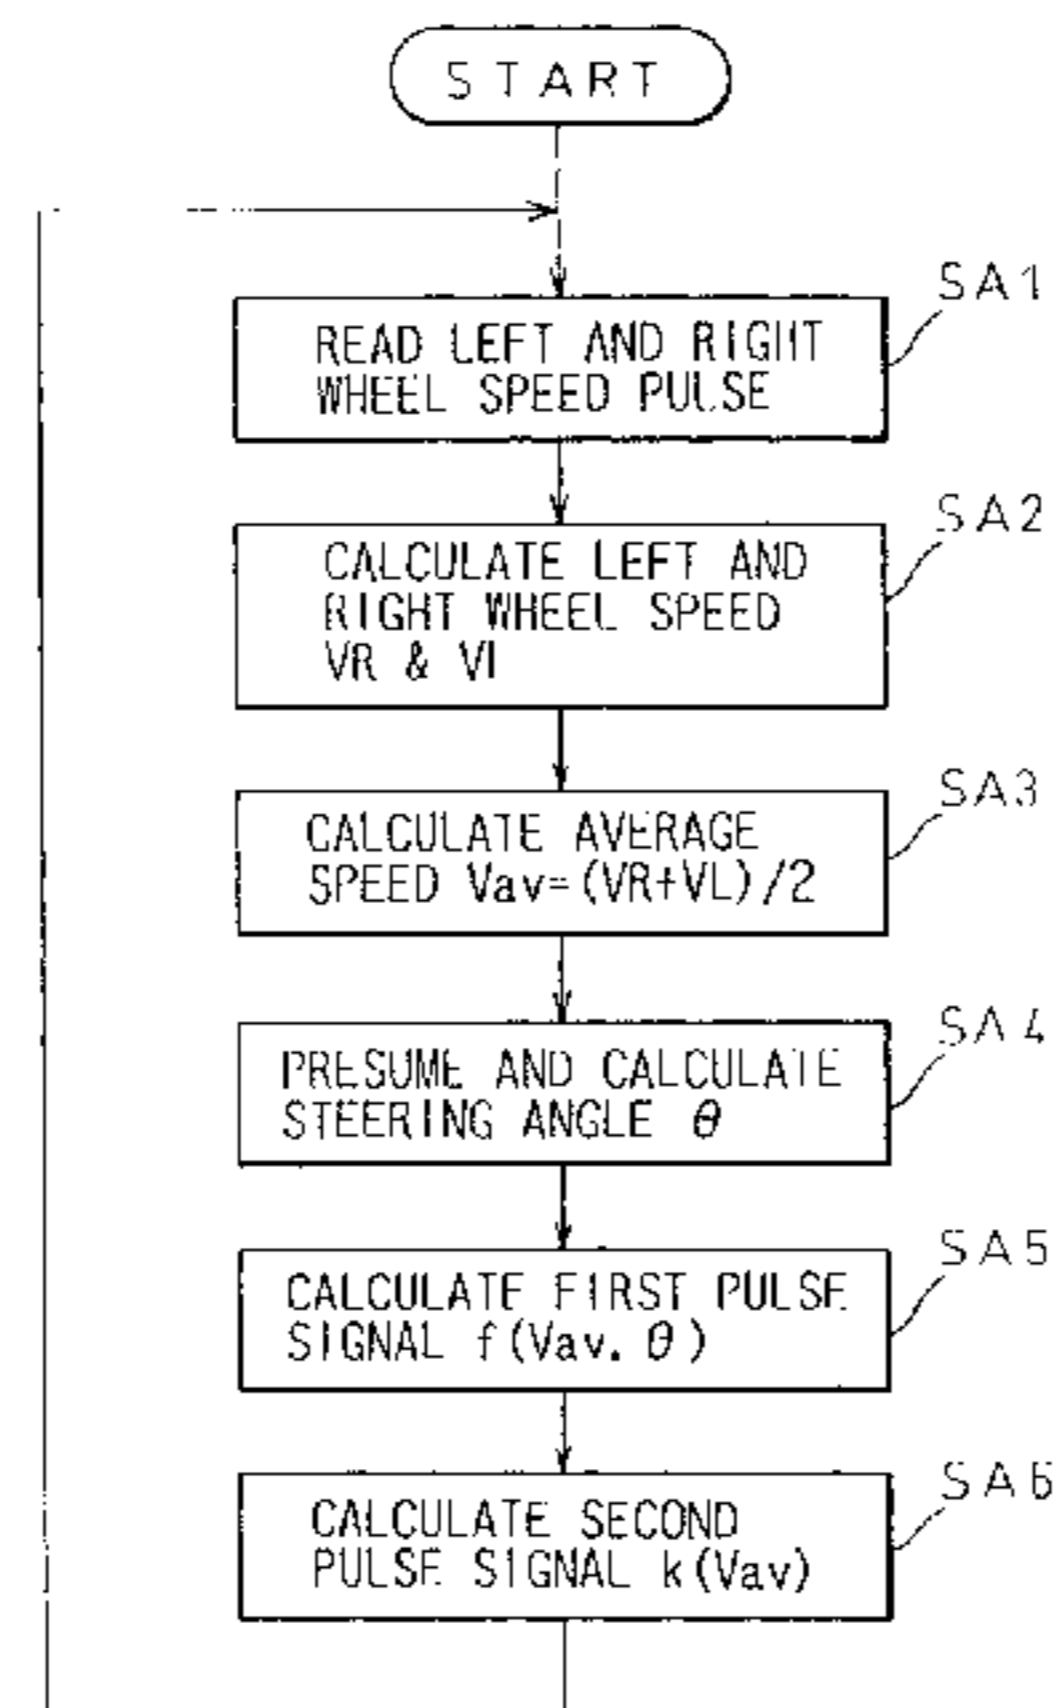 START
SA1
READ LEFT AND RIGHT
WHEEL SPEED PULSE
SA2
CALCULATE LEFT AND
RIGHT WHEEL SPEED
VR & VL
SA3
CALCULATE AVERAGE
SPEED Vav=(VR+VL)/2
SA4
PRESUME AND CALCULATE
STEERING ANGLE θ
SA5
CALCULATE FIRST PULSE
SIGNAL f(Vav. θ)
SA6
CALCULATE SECOND
PULSE SIGNAL k(Vav)